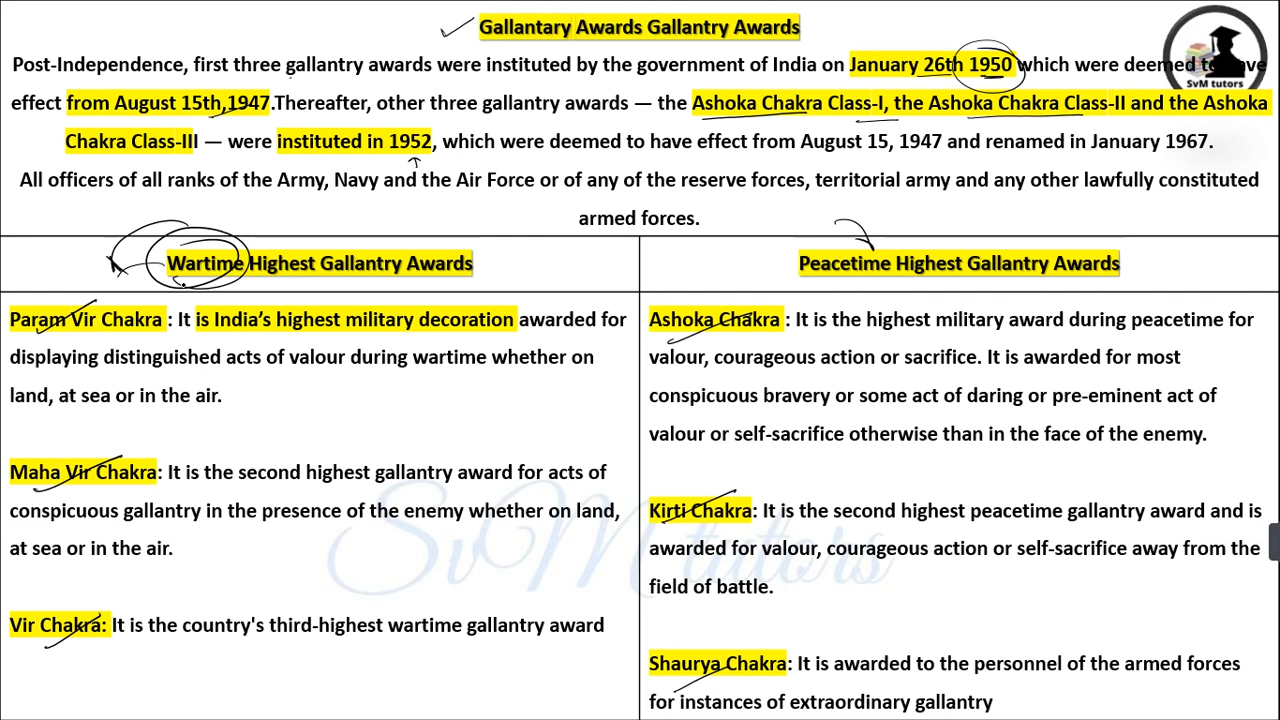 Gallantary Awards Gallantry Awards
Post-Independence, first three gallantry awards were instituted by the government of India on January 26th 1950 which were deemed to have
effect from August 15th,1947.Thereafter, other three gallantry awards — the Ashoka Chakra Class-I, the Ashoka Chakra Class-II and the Ashoka
Chakra Class-III — were instituted in 1952, which were deemed to have effect from August 15, 1947 and renamed in January 1967.
All officers of all ranks of the Army, Navy and the Air Force or of any of the reserve forces, territorial army and any other lawfully constituted
armed forces.
SvM tutors
Wartime Highest Gallantry Awards
Param Vir Chakra : It is India's highest military decoration awarded for
displaying distinguished acts of valour during wartime whether on
land, at sea or in the air.
Maha Vir Chakra: It is the second highest gallantry award for acts of
conspicuous gallantry in the presence of the enemy whether on land,
at sea or in the air.
Vir Chakra: It is the country's third-highest wartime gallantry award
Peacetime Highest Gallantry Awards
Ashoka Chakra : It is the highest military award during peacetime for
valour, courageous action or sacrifice. It is awarded for most
conspicuous bravery or some act of daring or pre-eminent act of
valour or self-sacrifice otherwise than in the face of the enemy.
Kirti Chakra: It is the second highest peacetime gallantry award and is
awarded for valour, courageous action or self-sacrifice away from the
field of battle.
Shaurya Chakra: It is awarded to the personnel of the armed forces
for instances of extraordinary gallantry
SvM tutors